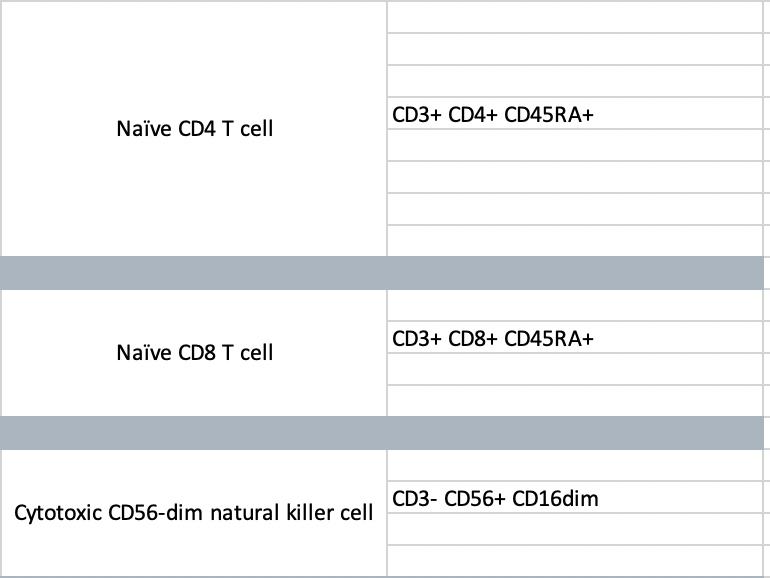 CD3+ CD4+ CD45RA+
Naïve CD4 T cell
CD3+ CD8+ CD45RA+
Naïve CD8 T cell
CD3- CD56+ CD16dim
Cytotoxic CD56-dim natural killer cell